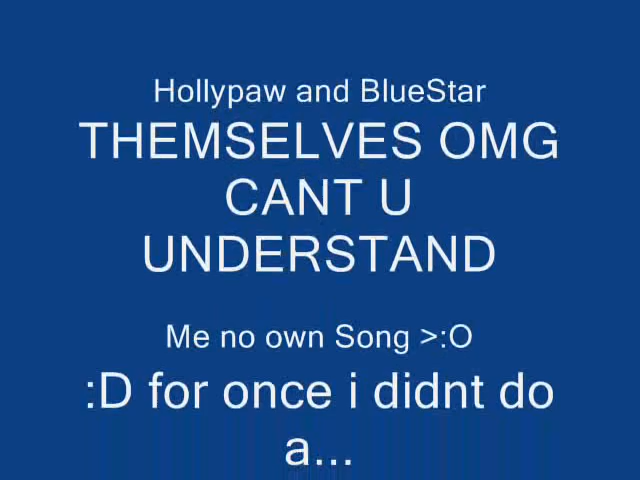 Hollypaw and BlueStar
THEMSELVES OMG
CANT U
UNDERSTAND
Me no own Song >:O
:D for once i didnt do
a...